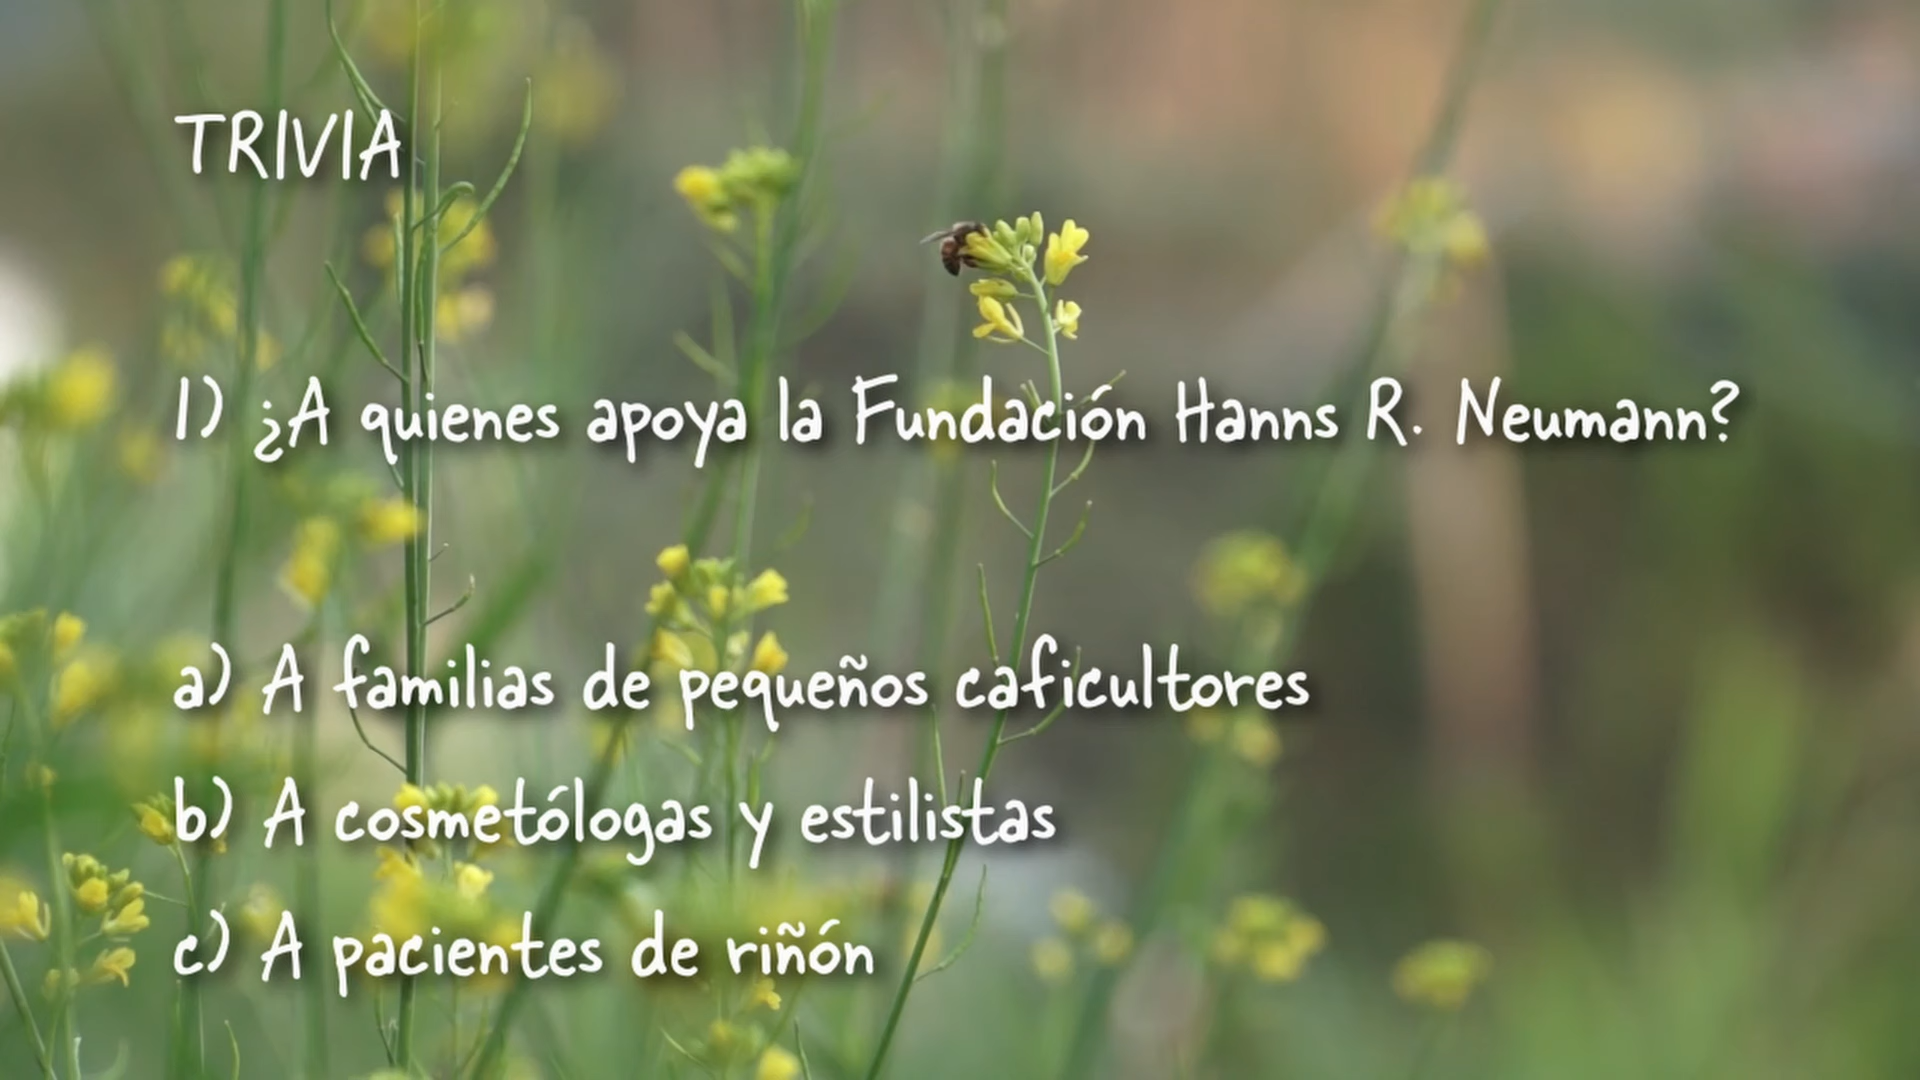 TRIVIA
1) ¿A quienes apoya la Fundación Hanns R. Neumann?
a) A familias de pequeños caficultores
b) A cosmetólogas y estilistas
c) A pacientes de riñón